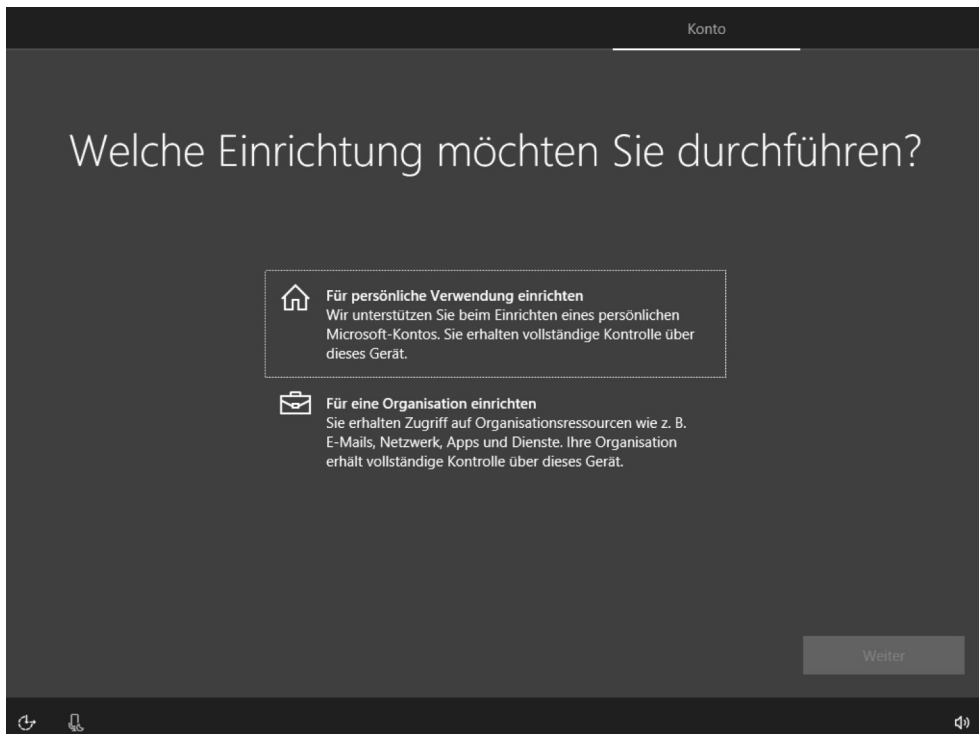 Konto
Welche Einrichtung möchten Sie durchführen?
Für persönliche Verwendung einrichten
Wir unterstützen Sie beim Einrichten eines persönlichen
Microsoft-Kontos. Sie erhalten vollständige Kontrolle über
dieses Gerät.
Für eine Organisation einrichten
Sie erhalten Zugriff auf Organisationsressourcen wie z. B.
E-Mails, Netzwerk, Apps und Dienste. Ihre Organisation
erhält vollständige Kontrolle über dieses Gerät.
Weiter